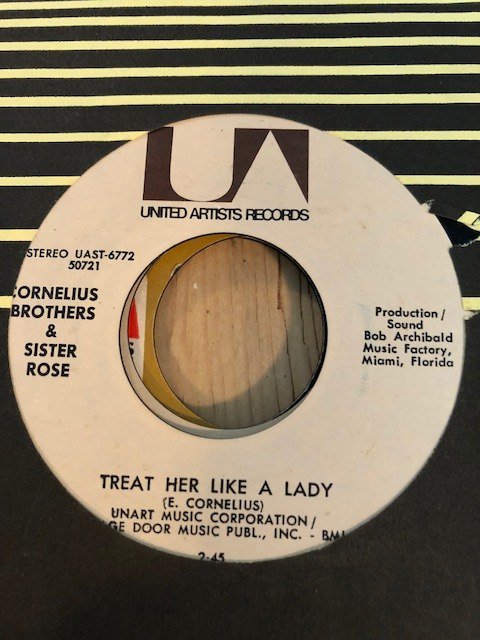 UA
UNITED ARTISTS RECORDS
STEREO UAST-6772
50721
CORNELIUS
BROTHERS
&
SISTER
ROSE
Production/
Sound
Bob Archibald
Music Factory,
Miami, Florida
TREAT HER LIKE A LADY
(E. CORNELIUS)
UNART MUSIC CORPORATION/
GE DOOR MUSIC PUBL., INC. - BMI
2:45